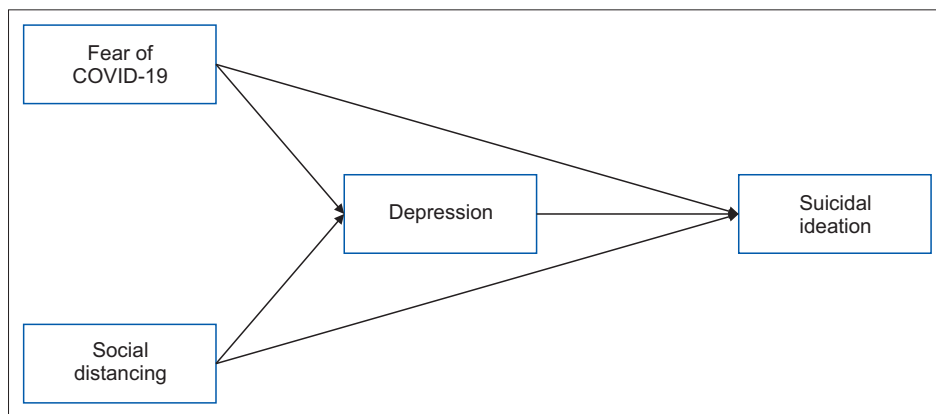 Fear of
COVID-19
Depression
Suicidal
ideation
Social
distancing